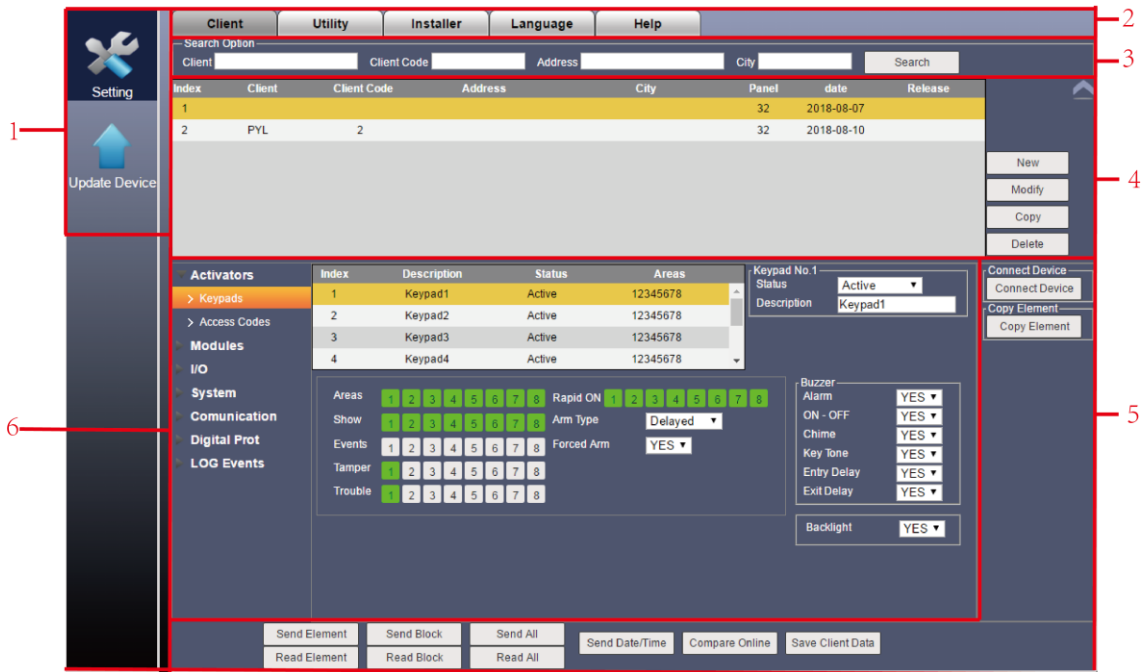 Client Utility Installer Language Help
2
Setting
Search Option
Client Client Code Address City Search
3
Index Client Client Code Address City Panel date Release
1 32 2018-08-07
2 PYL 2 32 2018-08-10
1
Update Device
New
Modify
Copy
Delete
4
Activators
> Keypads
> Access Codes
Modules
I/O
System
Comunication
Digital Prot
LOG Events
6
Index Description Status Areas
1 Keypad1 Active 12345678
2 Keypad2 Active 12345678
3 Keypad3 Active 12345678
4 Keypad4 Active 12345678
Keypad No.1
Status Active
Description Keypad1
Connect Device
Connect Device
Copy Element
Copy Element
Areas 1 2 3 4 5 6 7 8 Rapid ON 1 2 3 4 5 6 7 8
Show 1 2 3 4 5 6 7 8 Arm Type Delayed
Events 1 2 3 4 5 6 7 8 Forced Arm YES
Tamper 1 2 3 4 5 6 7 8
Trouble 1 2 3 4 5 6 7 8
Buzzer
Alarm YES
ON - OFF YES
Chime YES
Key Tone YES
Entry Delay YES
Exit Delay YES
Backlight YES
5
Send Element Send Block Send All Send Date/Time Compare Online Save Client Data
Read Element Read Block Read All